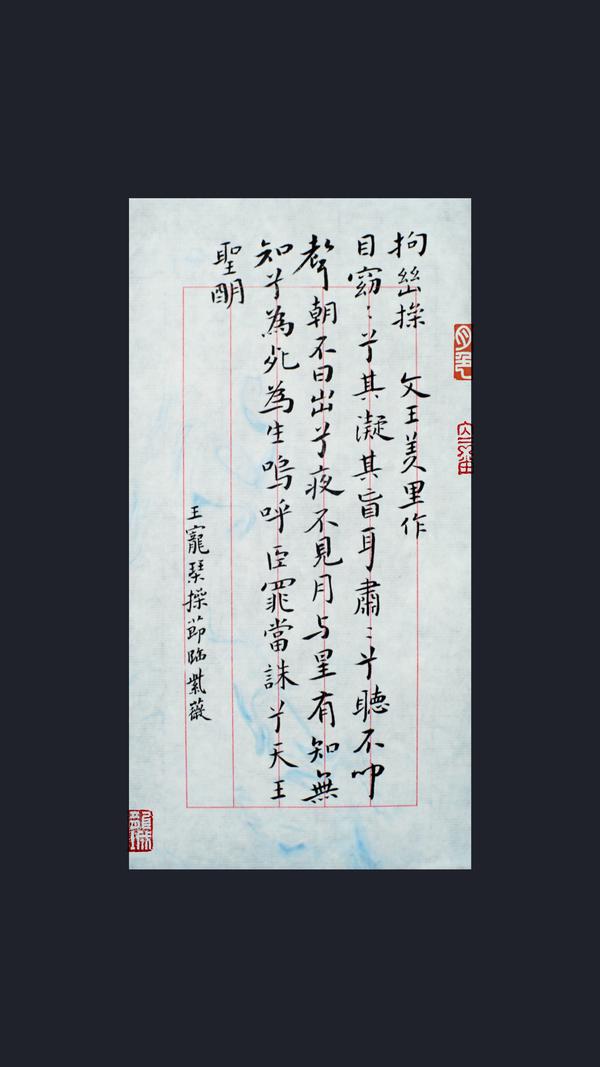 拘幽操 文王羑里作
目窈〻兮其凝其盲耳肅〻兮聽不聞
聲朝不日出兮夜不見月与星有知無
知兮為死為生嗚呼臣罪當誅兮天王
聖明
王寵琴操節臨紫薇